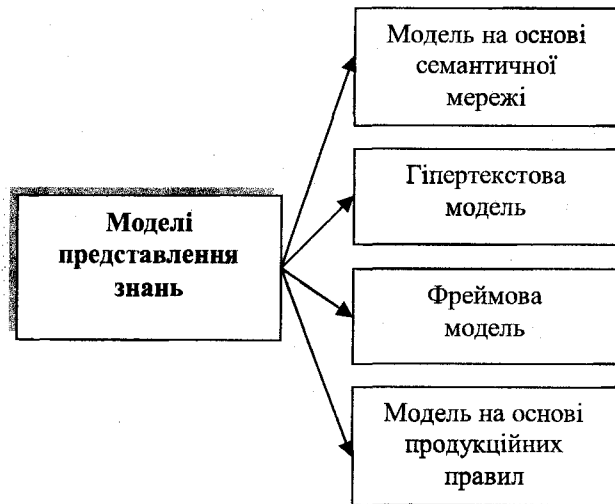 Моделі
представлення
знань
Модель на основі
семантичної
мережі
Гіпертекстова
модель
Фреймова
модель
Модель на основі
продукційних
правил